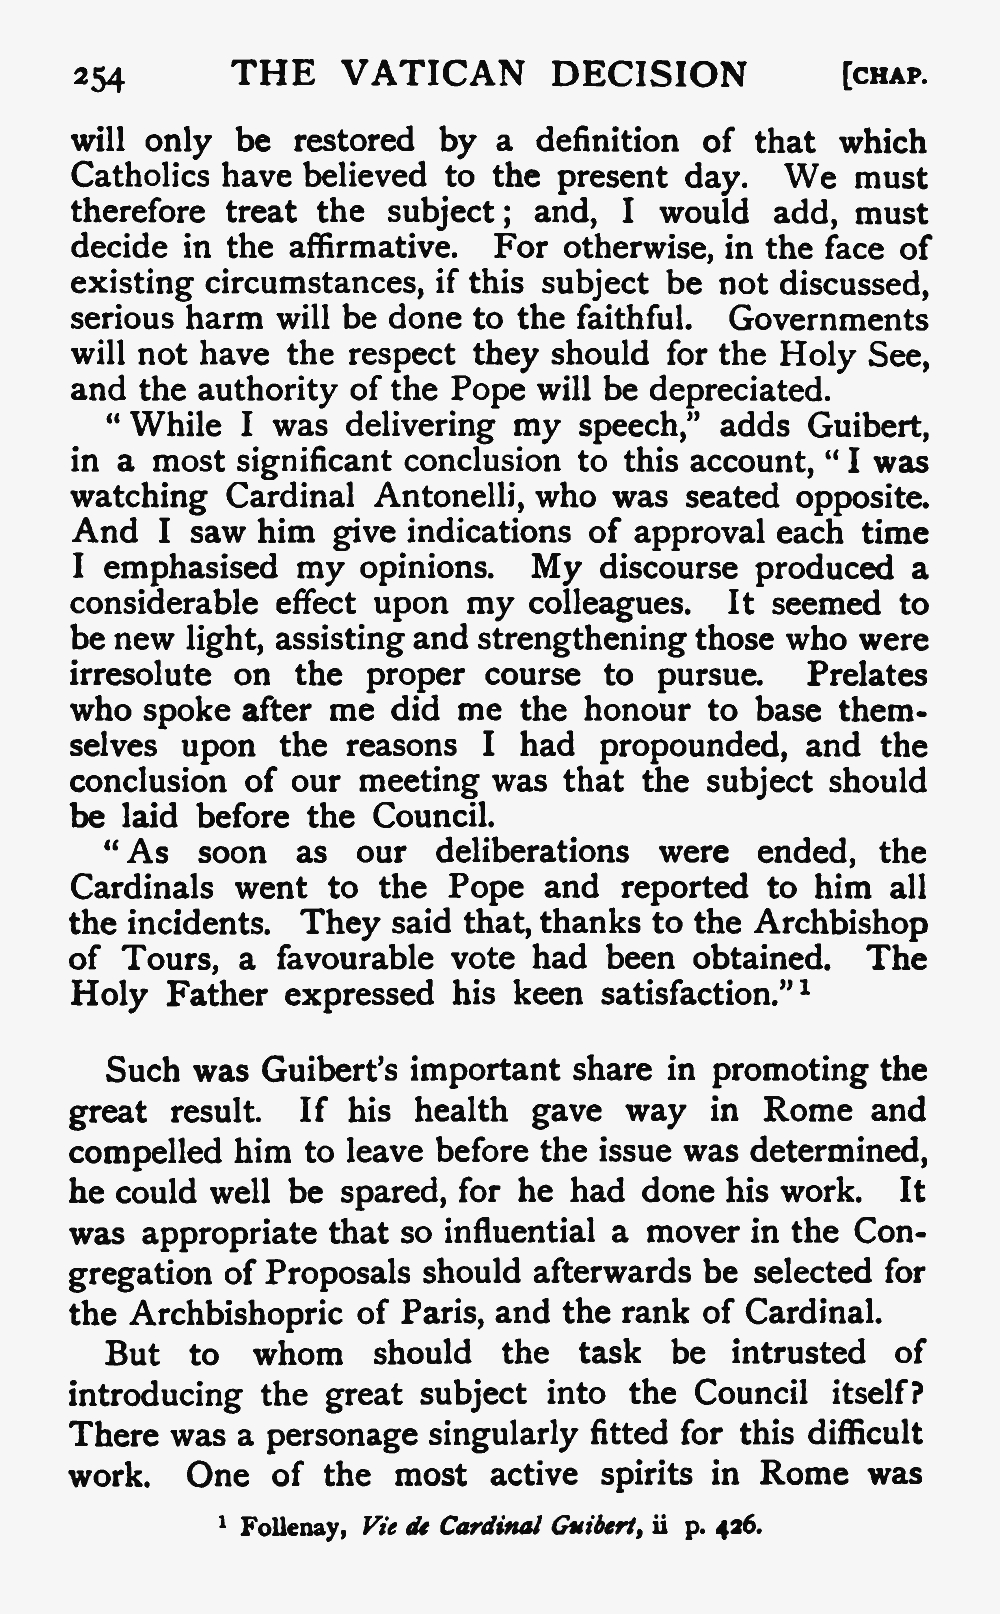 254 THE VATICAN DECISION [CHAP.
will only be restored by a definition of that which
Catholics have believed to the present day. We must
therefore treat the subject; and, I would add, must
decide in the affirmative. For otherwise, in the face of
existing circumstances, if this subject be not discussed,
serious harm will be done to the faithful. Governments
will not have the respect they should for the Holy See,
and the authority of the Pope will be depreciated.
“While I was delivering my speech,” adds Guibert,
in a most significant conclusion to this account, “I was
watching Cardinal Antonelli, who was seated opposite.
And I saw him give indications of approval each time
I emphasised my opinions. My discourse produced a
considerable effect upon my colleagues. It seemed to
be new light, assisting and strengthening those who were
irresolute on the proper course to pursue. Prelates
who spoke after me did me the honour to base them-
selves upon the reasons I had propounded, and the
conclusion of our meeting was that the subject should
be laid before the Council.
“As soon as our deliberations were ended, the
Cardinals went to the Pope and reported to him all
the incidents. They said that, thanks to the Archbishop
of Tours, a favourable vote had been obtained. The
Holy Father expressed his keen satisfaction.”¹
Such was Guibert’s important share in promoting the
great result. If his health gave way in Rome and
compelled him to leave before the issue was determined,
he could well be spared, for he had done his work. It
was appropriate that so influential a mover in the Con-
gregation of Proposals should afterwards be selected for
the Archbishopric of Paris, and the rank of Cardinal.
But to whom should the task be intrusted of
introducing the great subject into the Council itself?
There was a personage singularly fitted for this difficult
work. One of the most active spirits in Rome was
¹ Follenay, Vie de Cardinal Guibert, ii p. 426.